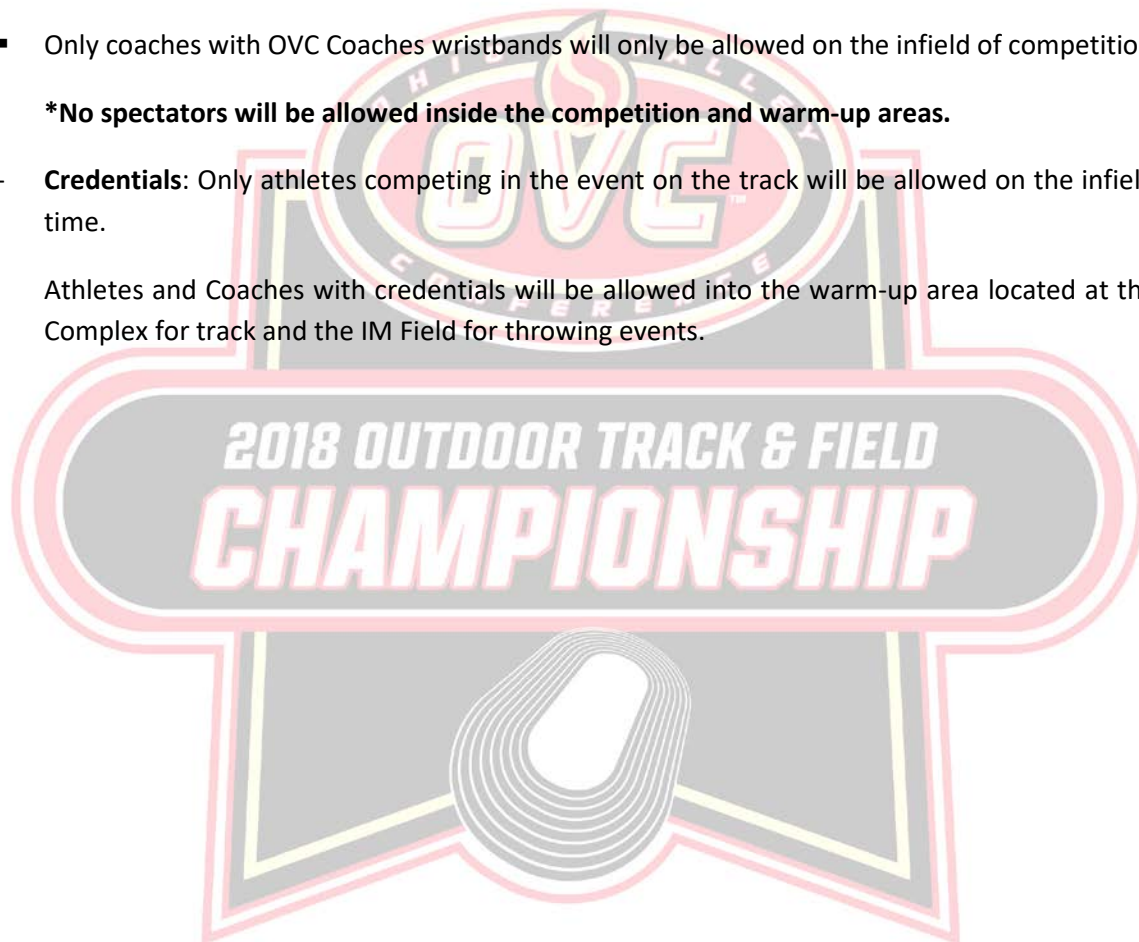 ▪ Only coaches with OVC Coaches wristbands will only be allowed on the infield of competitio
*No spectators will be allowed inside the competition and warm-up areas.
- Credentials: Only athletes competing in the event on the track will be allowed on the infiel
time.
Athletes and Coaches with credentials will be allowed into the warm-up area located at th
Complex for track and the IM Field for throwing events.
OHIO VALLEY
OVC
TM
CONFERENCE
2018 OUTDOOR TRACK & FIELD
CHAMPIONSHIP